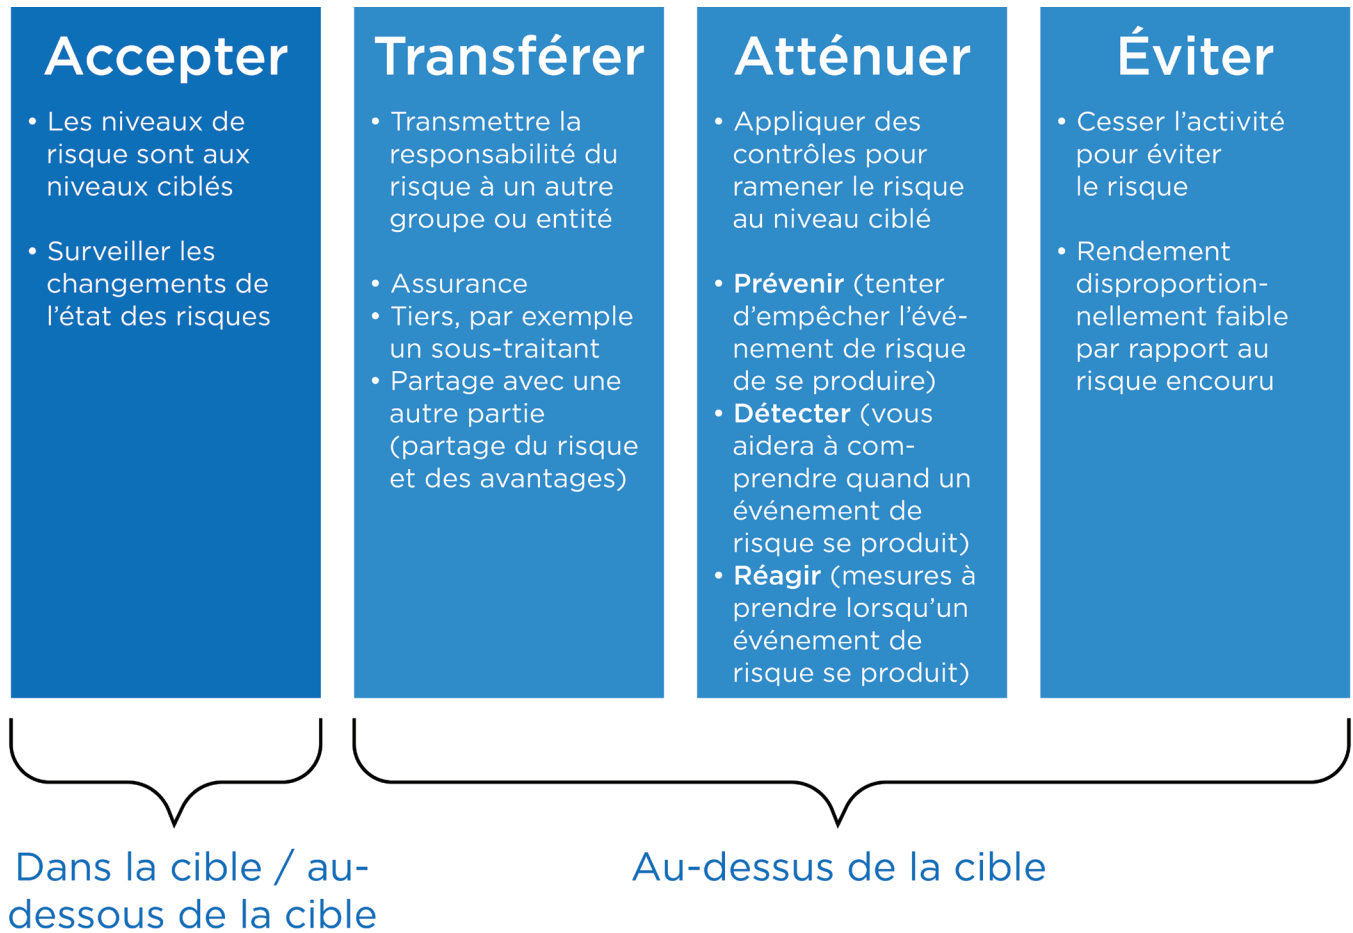 Accepter
• Les niveaux de
risque sont aux
niveaux ciblés
• Surveiller les
changements de
l’état des risques
Transférer
• Transmettre la
responsabilité du
risque à un autre
groupe ou entité
• Assurance
• Tiers, par exemple
un sous-traitant
• Partage avec une
autre partie
(partage du risque
et des avantages)
Atténuer
• Appliquer des
contrôles pour
ramener le risque
au niveau ciblé
• Prévenir (tenter
d’empêcher l’évé-
nement de risque
de se produire)
• Détecter (vous
aidera à com-
prendre quand un
événement de
risque se produit)
• Réagir (mesures à
prendre lorsqu’un
événement de
risque se produit)
Éviter
• Cesser l’activité
pour éviter
le risque
• Rendement
disproportion-
nellement faible
par rapport au
risque encouru
Dans la cible / au-
dessous de la cible
Au-dessus de la cible